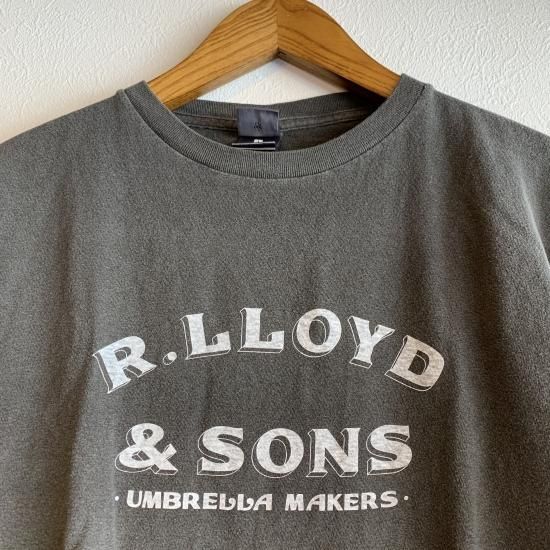 R. LLOYD
& SONS
· UMBRELLA MAKERS ·